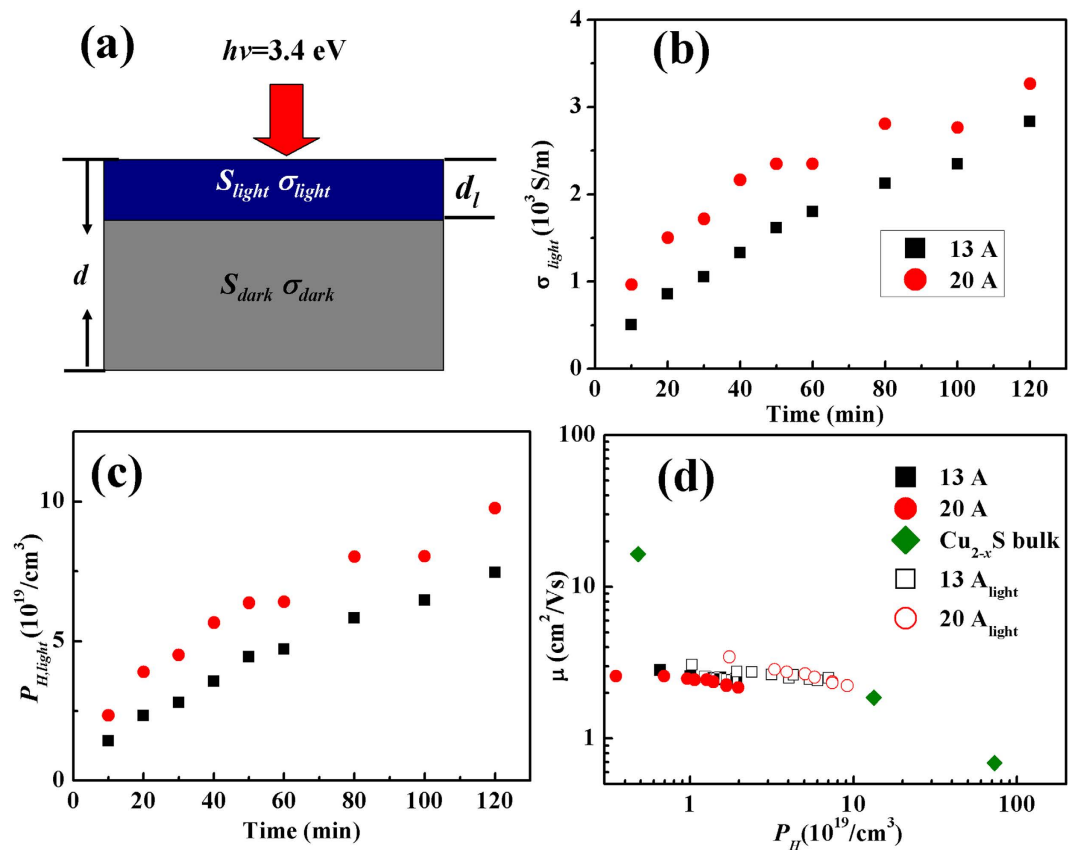 (a)
hν=3.4 eV
S_light σ_light
d_l
d
S_dark σ_dark
(b)
σ_light(10^3 S/m)
4
3
2
1
0
13 A
20 A
0 20 40 60 80 100 120
Time (min)
(c)
P_H,light(10^19/cm^3)
10
5
0
0 20 40 60 80 100 120
Time (min)
(d)
μ (cm^2/Vs)
100
10
1
13 A
20 A
Cu_2-xS bulk
13 A_light
20 A_light
1 10 100
P_H(10^19/cm^3)